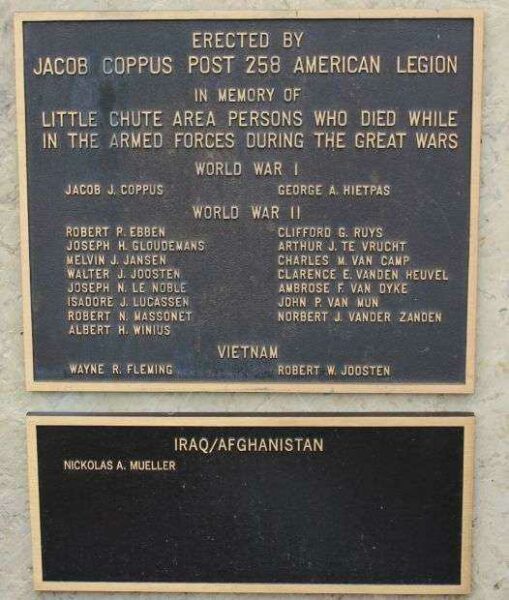 ERECTED BY
JACOB COPPUS POST 258 AMERICAN LEGION
IN MEMORY OF
LITTLE CHUTE AREA PERSONS WHO DIED WHILE
IN THE ARMED FORCES DURING THE GREAT WARS
WORLD WAR I
JACOB J. COPPUS GEORGE A. HIETPAS
WORLD WAR II
ROBERT P. EBBEN CLIFFORD G. RUYS
JOSEPH H. GLOUDEMANS ARTHUR J. TE VRUCHT
MELVIN J. JANSEN CHARLES M. VAN CAMP
WALTER J. JOOSTEN CLARENCE E. VANDEN HEUVEL
JOSEPH N. LE NOBLE AMBROSE F. VAN DYKE
ISADORE J. LUCASSEN JOHN P. VAN MUN
ROBERT N. MASSONET NORBERT J. VANDER ZANDEN
ALBERT H. WINIUS
VIETNAM
WAYNE R. FLEMING ROBERT W. JOOSTEN
IRAQ/AFGHANISTAN
NICKOLAS A. MUELLER